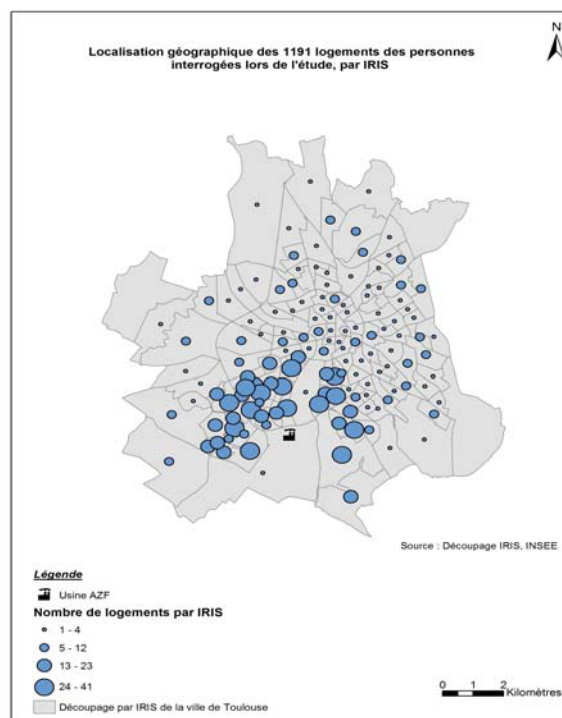 Localisation géographique des 1191 logements des personnes
interrogées lors de l'étude, par IRIS
N
Source : Découpage IRIS, INSEE
Légende
Usine AZF
Nombre de logements par IRIS
1 - 4
5 - 12
13 - 23
24 - 41
Découpage par IRIS de la ville de Toulouse
0 1 2
Kilomètres